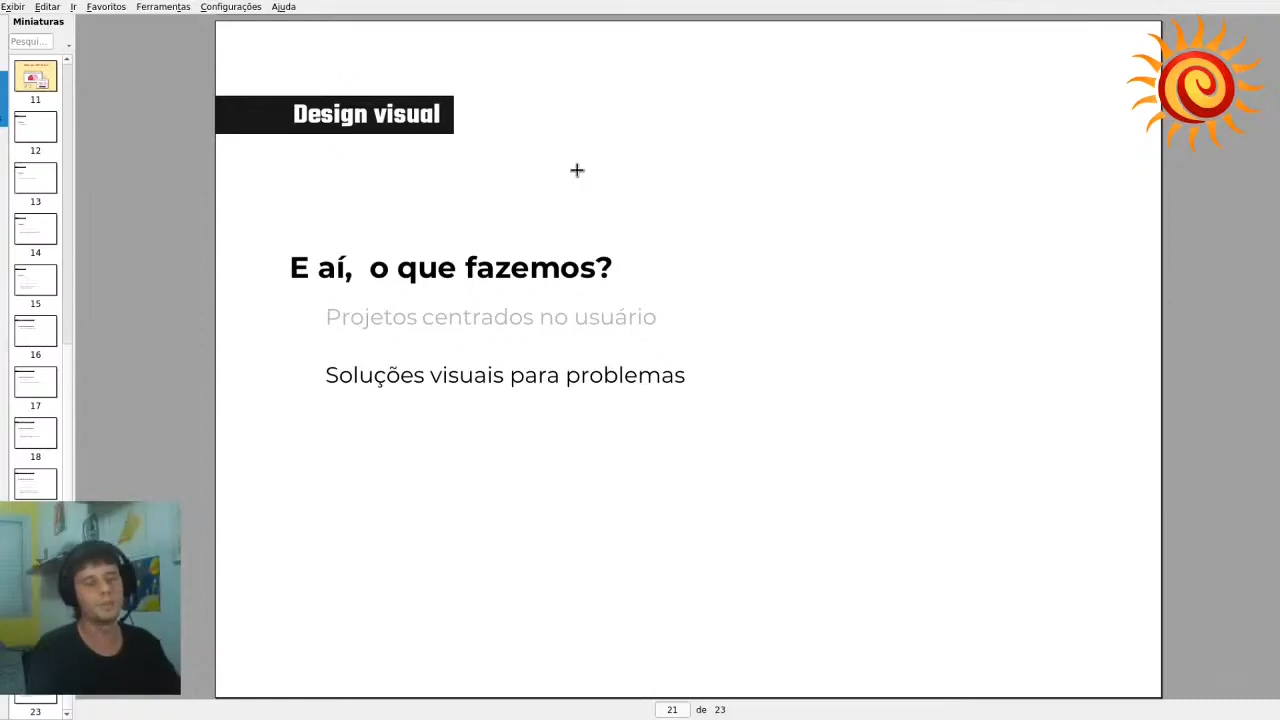 Exibir Editar Ir Favoritos Ferramentas Configurações Ajuda
Miniaturas
Pesqui...
11
12
13
14
15
16
17
18
23
Design visual
E aí, o que fazemos?
Projetos centrados no usuário
Soluções visuais para problemas
21 de 23